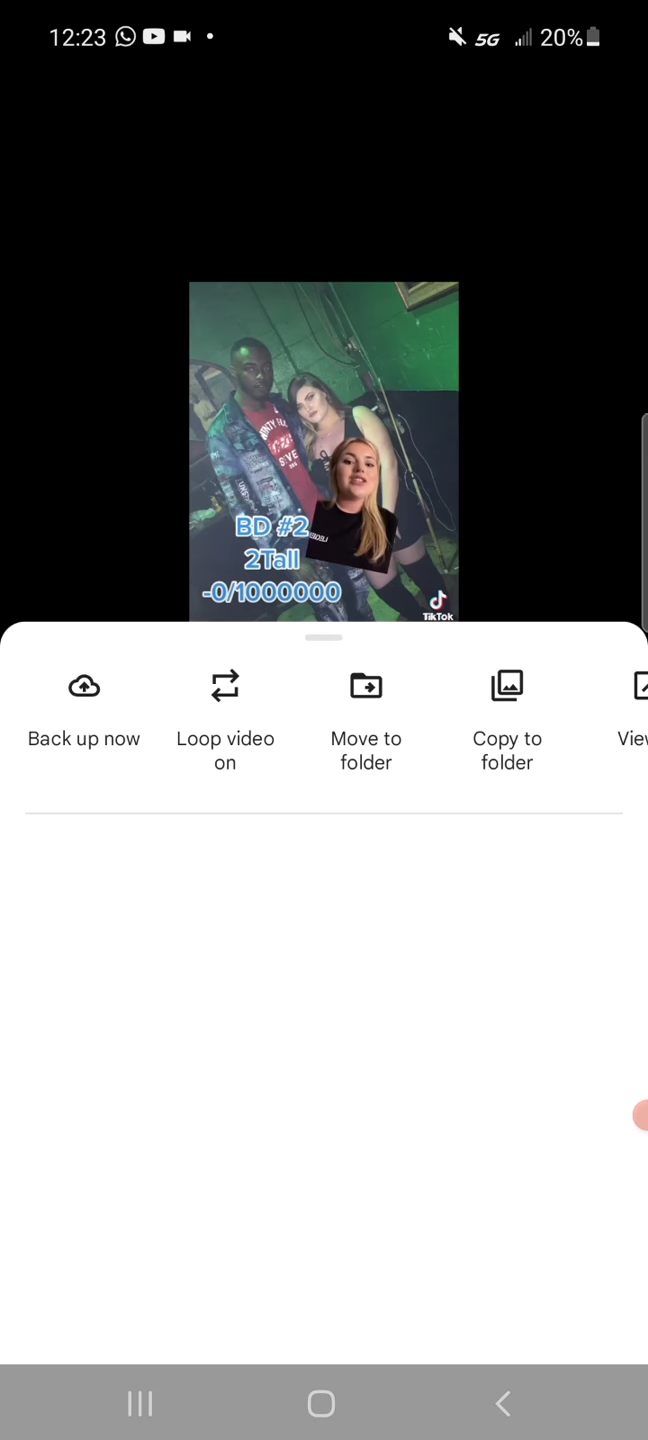 12:23
5G
20%
BD #2
2Tall
-0/1000000
TikTok
Back up now
Loop video
on
Move to
folder
Copy to
folder